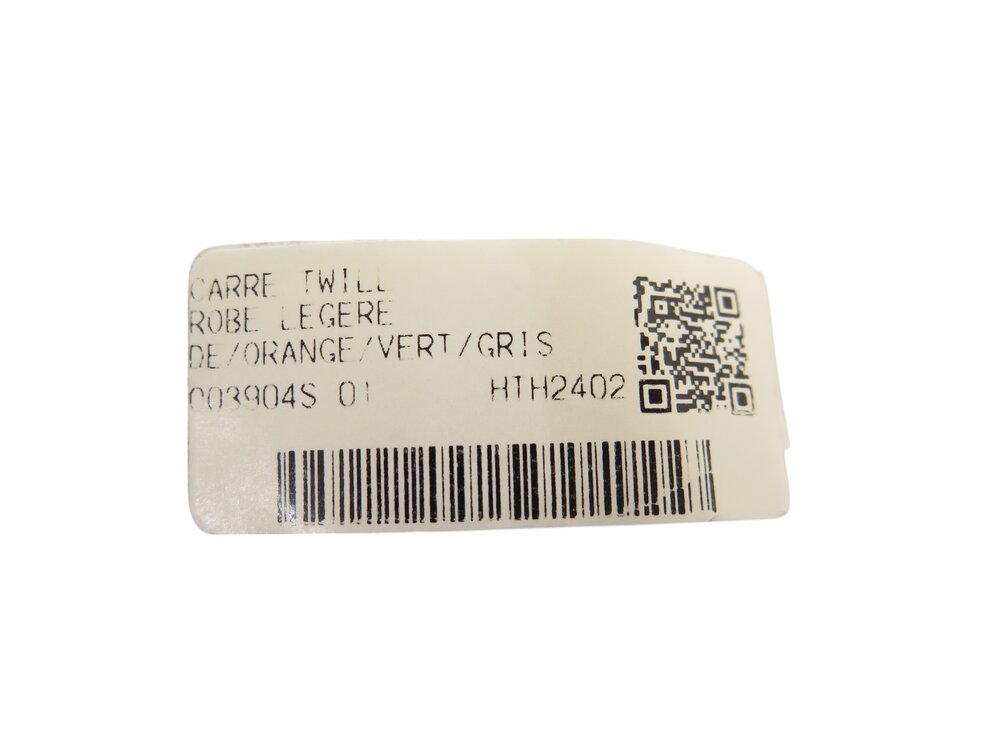 CARRE TWILL
ROBE LEGERE
DE/ORANGE/VERT/GRIS
003904S 01 HTH2402